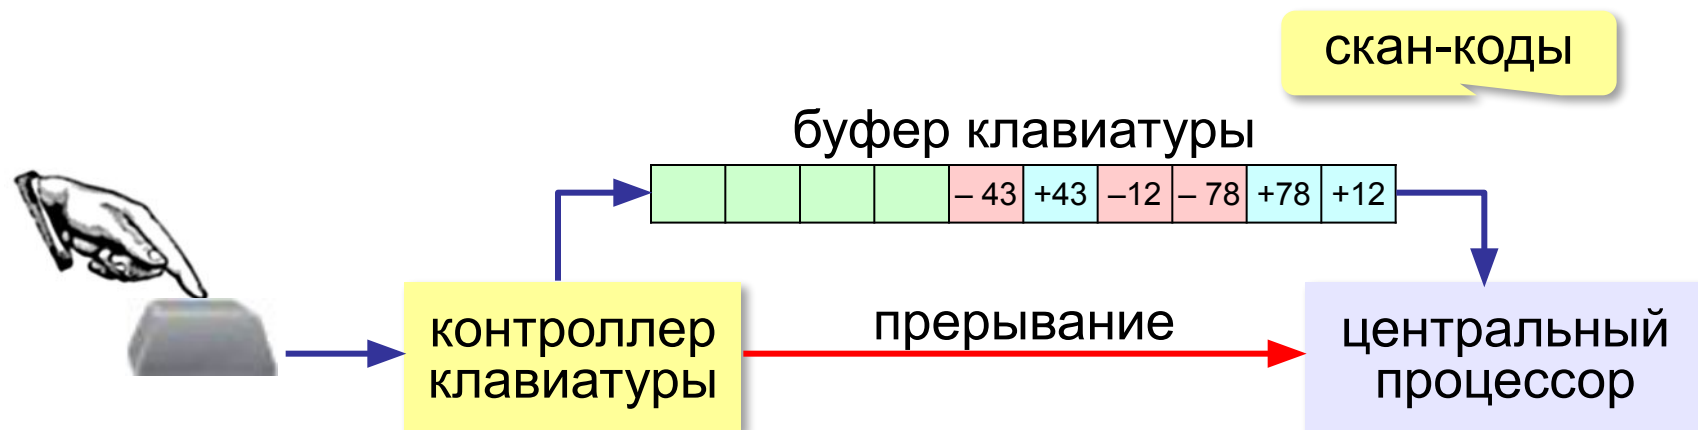 скан-коды
буфер клавиатуры
– 43 +43 –12 – 78 +78 +12
контроллер
клавиатуры
прерывание
центральный
процессор